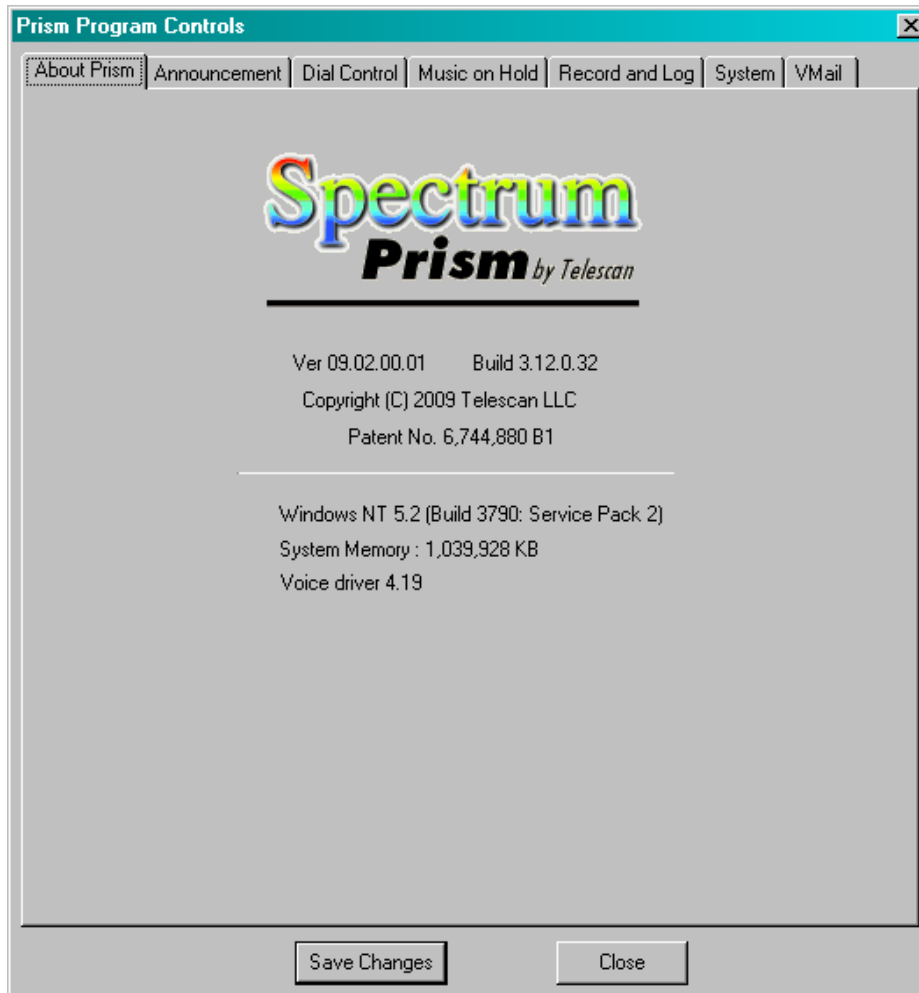 Prism Program Controls
About Prism Announcement Dial Control Music on Hold Record and Log System VMail
Spectrum
Prism by Telescan
Ver 09.02.00.01 Build 3.12.0.32
Copyright (C) 2009 Telescan LLC
Patent No. 6,744,880 B1
Windows NT 5.2 (Build 3790: Service Pack 2)
System Memory : 1,039,928 KB
Voice driver 4.19
Save Changes Close